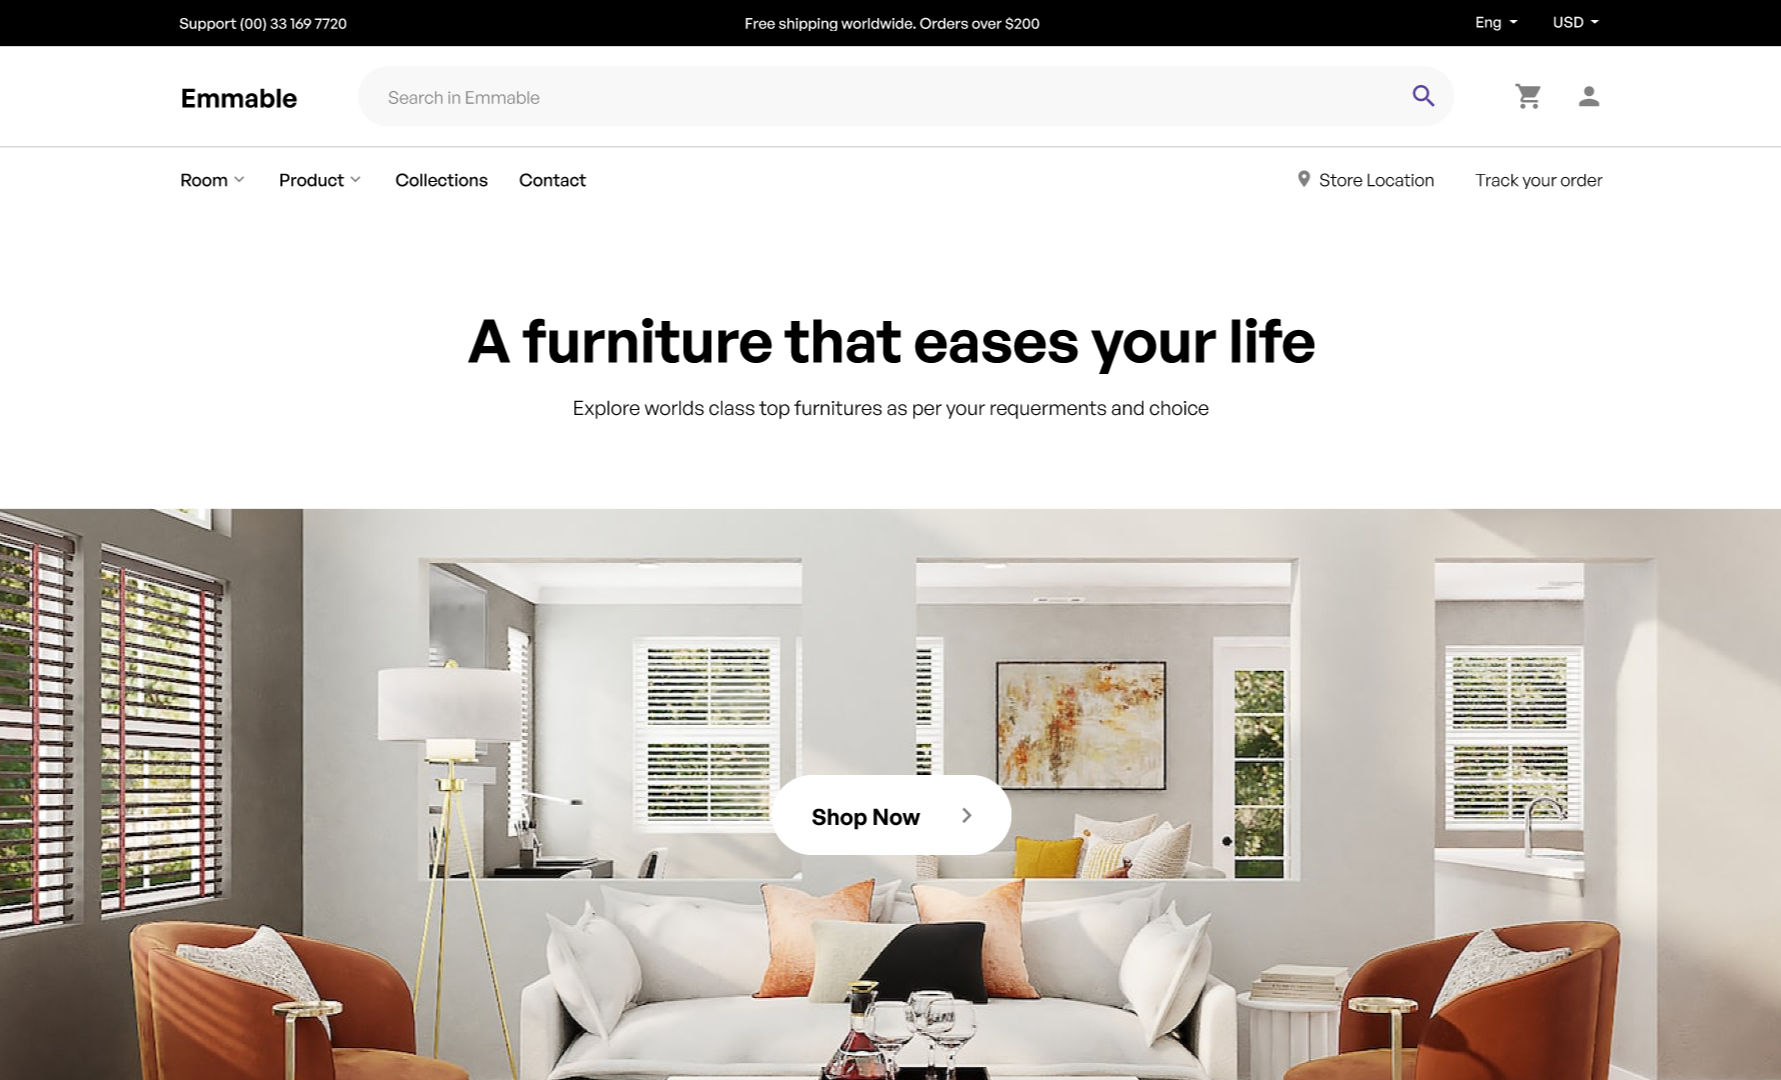 Support (00) 33 169 7720
Free shipping worldwide. Orders over $200
Eng
USD
Emmable
Search in Emmable
Room
Product
Collections
Contact
Store Location
Track your order
A furniture that eases your life
Explore worlds class top furnitures as per your requerments and choice
Shop Now